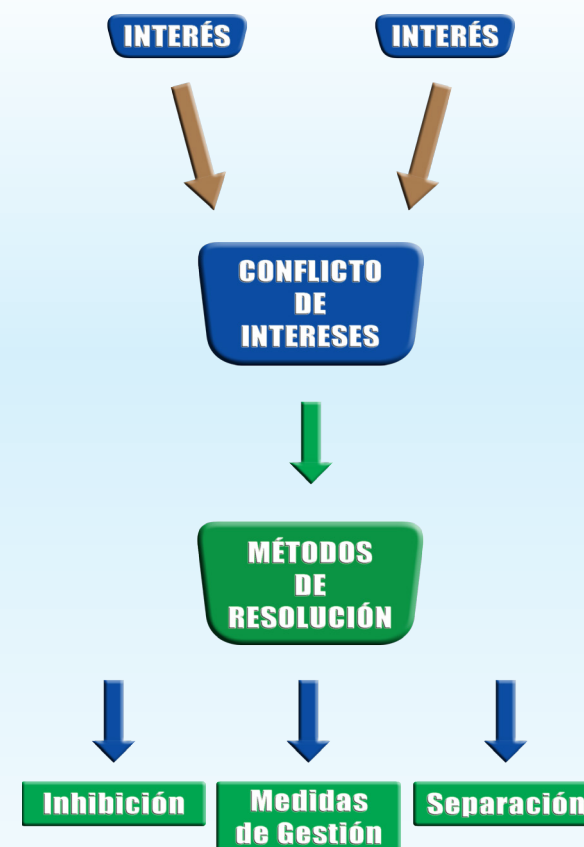 INTERÉS
INTERÉS
CONFLICTO
DE
INTERESES
MÉTODOS
DE
RESOLUCIÓN
Inhibición
Medidas
de Gestión
Separación